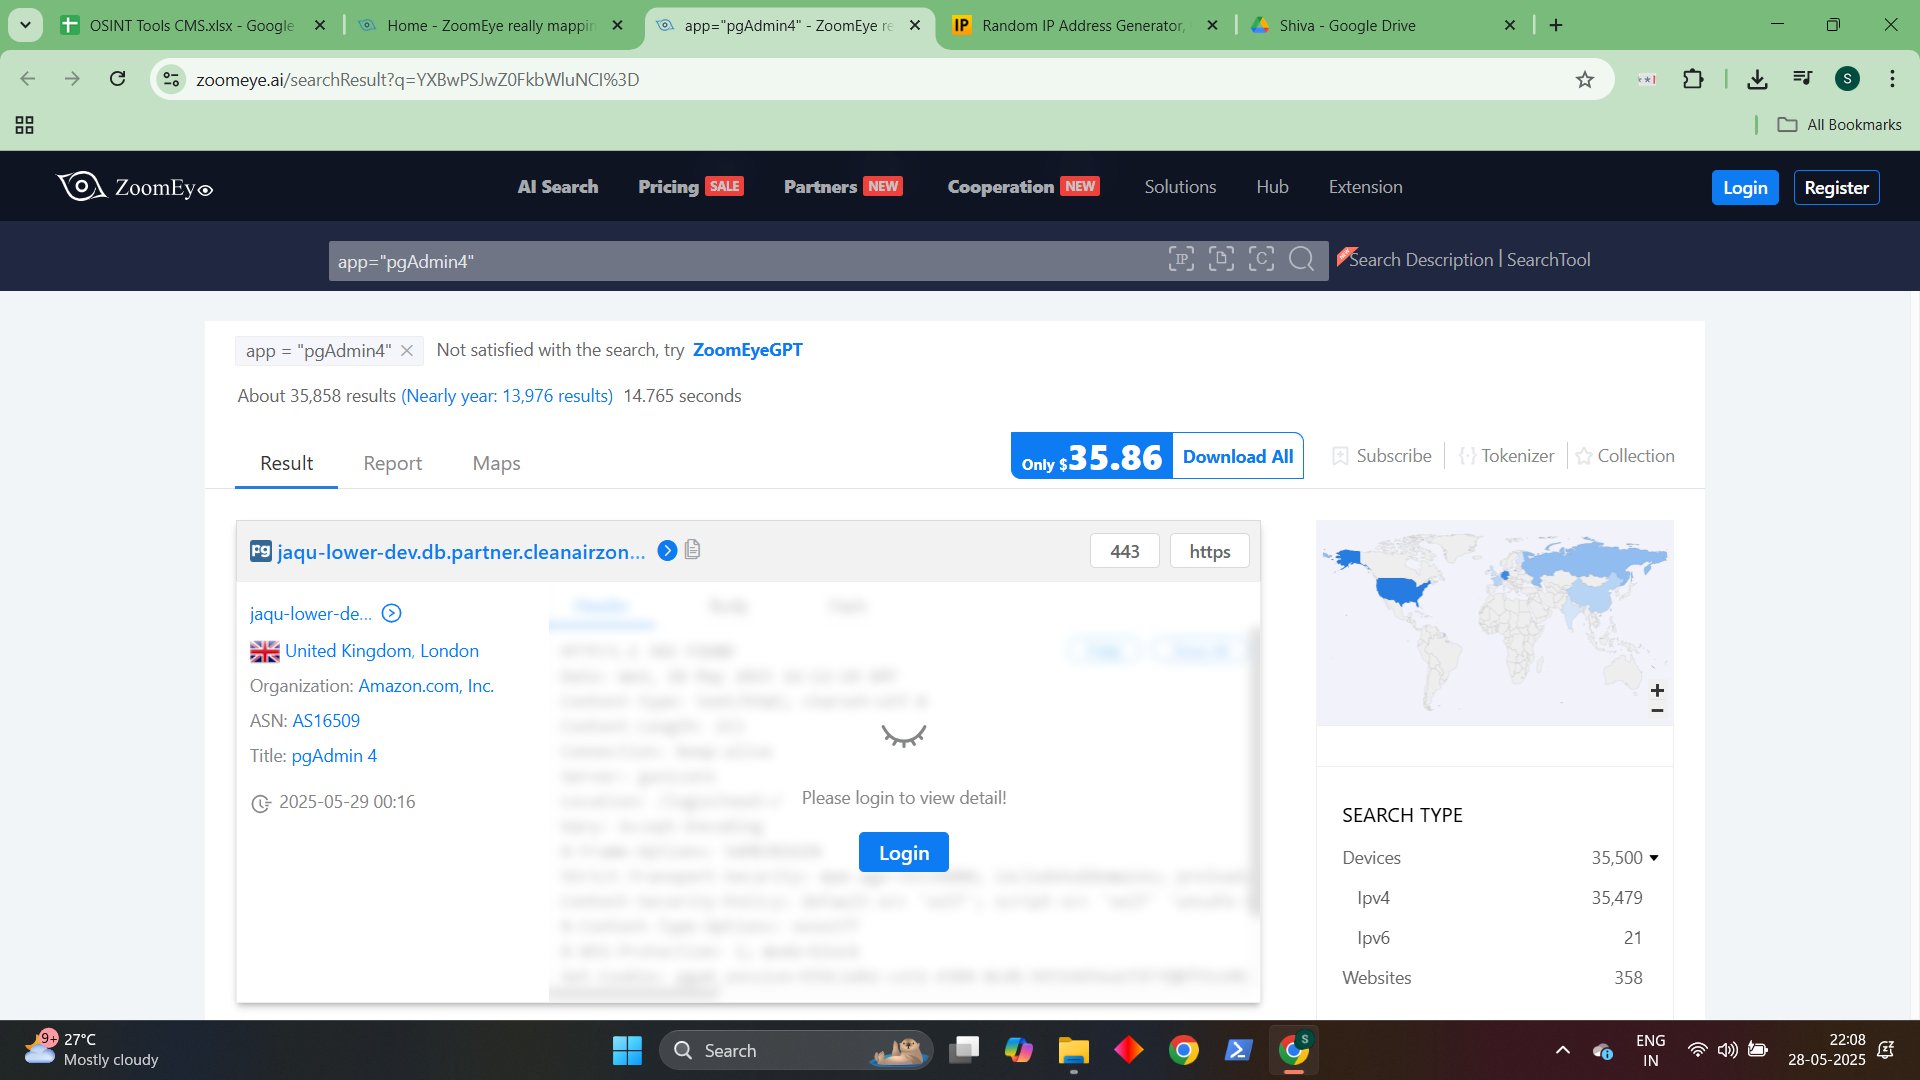 OSINT Tools CMS.xlsx - Google
Home - ZoomEye really mappin
app="pgAdmin4" - ZoomEye re
Random IP Address Generator,
Shiva - Google Drive
zoomeye.ai/searchResult?q=YXBwPSJwZ0FkbWluNCI%3D
S
All Bookmarks
ZoomEye
AI Search
Pricing SALE
Partners NEW
Cooperation NEW
Solutions
Hub
Extension
Login
Register
app="pgAdmin4"
IP
C
Search Description | SearchTool
app = "pgAdmin4"
Not satisfied with the search, try ZoomEyeGPT
About 35,858 results (Nearly year: 13,976 results) 14.765 seconds
Result
Report
Maps
Only $35.86
Download All
Subscribe
Tokenizer
Collection
pg
jaqu-lower-dev.db.partner.cleanairzon...
443
https
jaqu-lower-de...
United Kingdom, London
Organization: Amazon.com, Inc.
ASN: AS16509
Title: pgAdmin 4
2025-05-29 00:16
Please login to view detail!
Login
SEARCH TYPE
Devices 35,500
Ipv4 35,479
Ipv6 21
Websites 358
9+
27°C
Mostly cloudy
Search
ENG
IN
22:08
28-05-2025